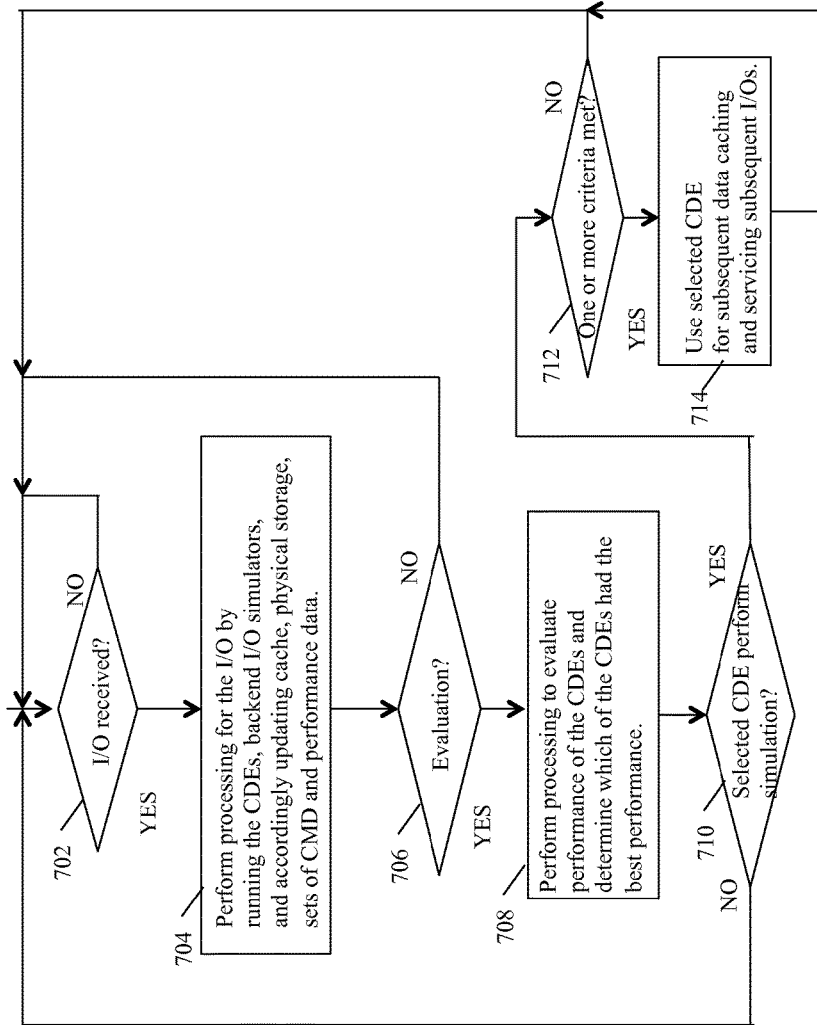 702
I/O received?
NO
YES
704
Perform processing for the I/O by
running the CDEs, backend I/O simulators,
and accordingly updating cache, physical storage,
sets of CMD and performance data.
706
Evaluation?
NO
YES
708
Perform processing to evaluate
performance of the CDEs and
determine which of the CDEs had the
best performance.
710
Selected CDE perform
simulation?
NO
YES
712
One or more criteria met?
NO
YES
714
Use selected CDE
for subsequent data caching
and servicing subsequent I/Os.